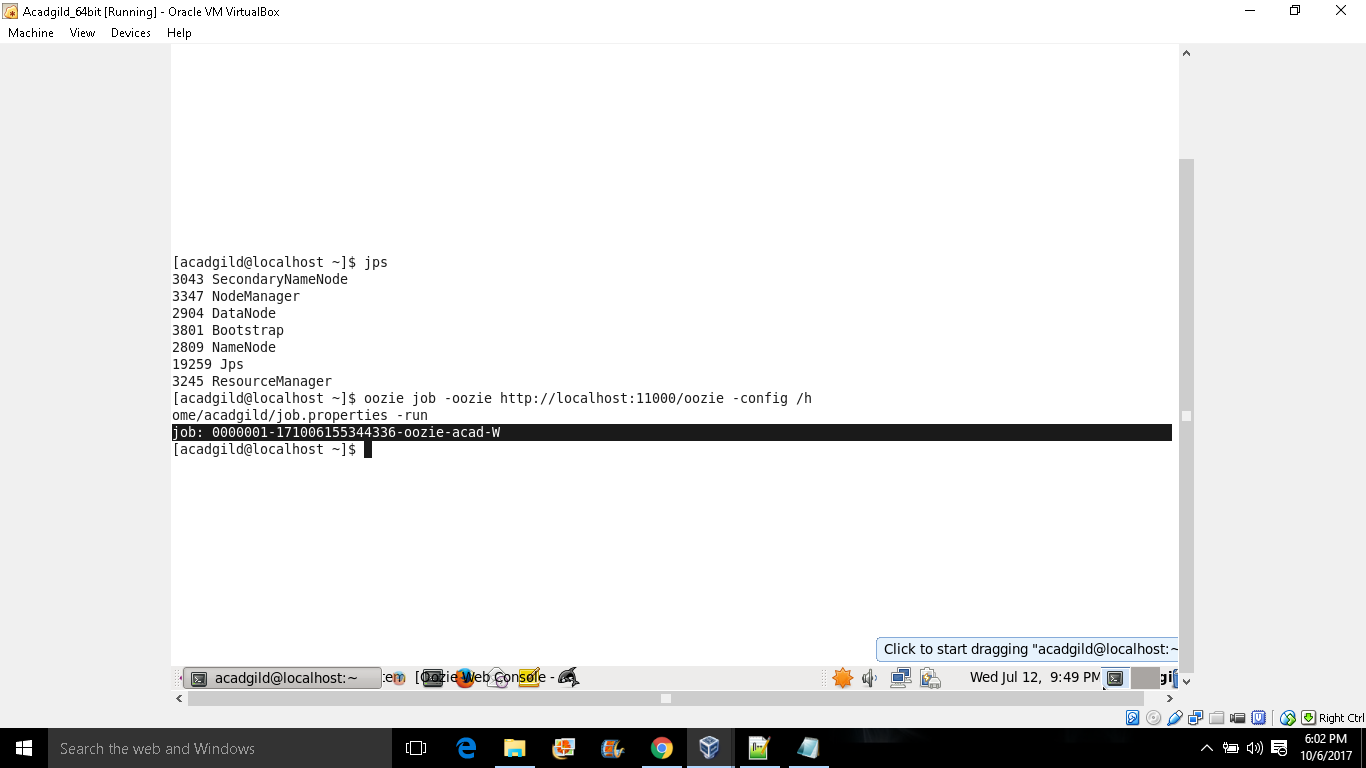 Acadgild_64bit [Running] - Oracle VM VirtualBox
Machine View Devices Help
[acadgild@localhost ~]$ jps
3043 SecondaryNameNode
3347 NodeManager
2904 DataNode
3801 Bootstrap
2809 NameNode
19259 Jps
3245 ResourceManager
[acadgild@localhost ~]$ oozie job -oozie http://localhost:11000/oozie -config /h
ome/acadgild/job.properties -run
job: 0000001-171006155344336-oozie-acad-W
[acadgild@localhost ~]$
Click to start dragging "acadgild@localhost:~
acadgild@localhost:~ [Oozie Web Console - Wed Jul 12, 9:49 PM
Right Ctrl
Search the web and Windows
6:02 PM
10/6/2017